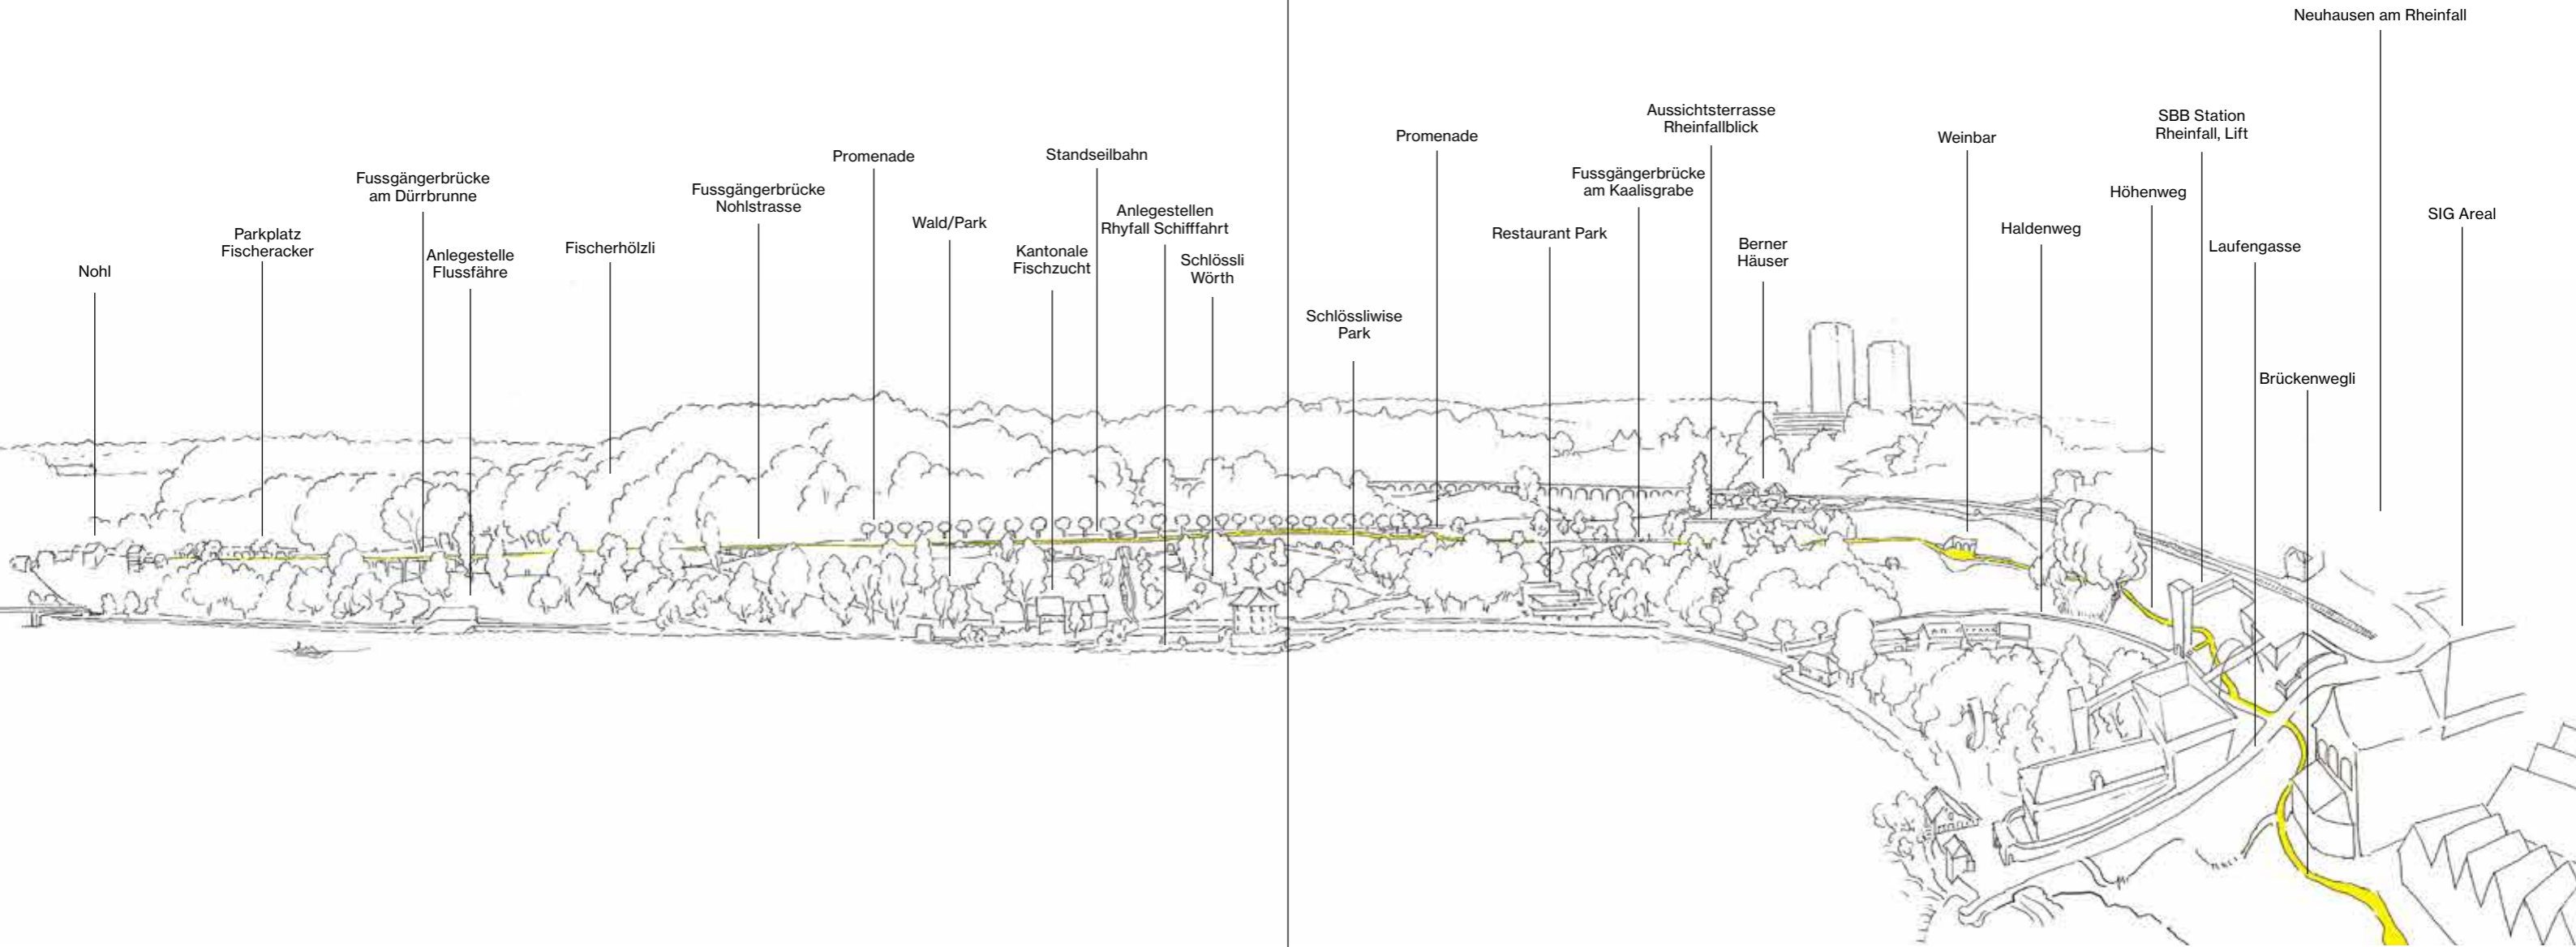 Nohl
Parkplatz
Fischeracker
Fussgängerbrücke
am Dürrbrunne
Anlegestelle
Flussfähre
Fischerhölzli
Fussgängerbrücke
Nohlstrasse
Promenade
Wald/Park
Kantonale
Fischzucht
Standseilbahn
Anlegestellen
Rhyfall Schifffahrt
Schlössli
Wörth
Schlössliwise
Park
Promenade
Restaurant Park
Fussgängerbrücke
am Kaalisgrabe
Aussichtsterrasse
Rheinfallblick
Berner
Häuser
Weinbar
Haldenweg
Höhenweg
SBB Station
Rheinfall, Lift
Laufengasse
Brückenwegli
Neuhausen am Rheinfall
SIG Areal